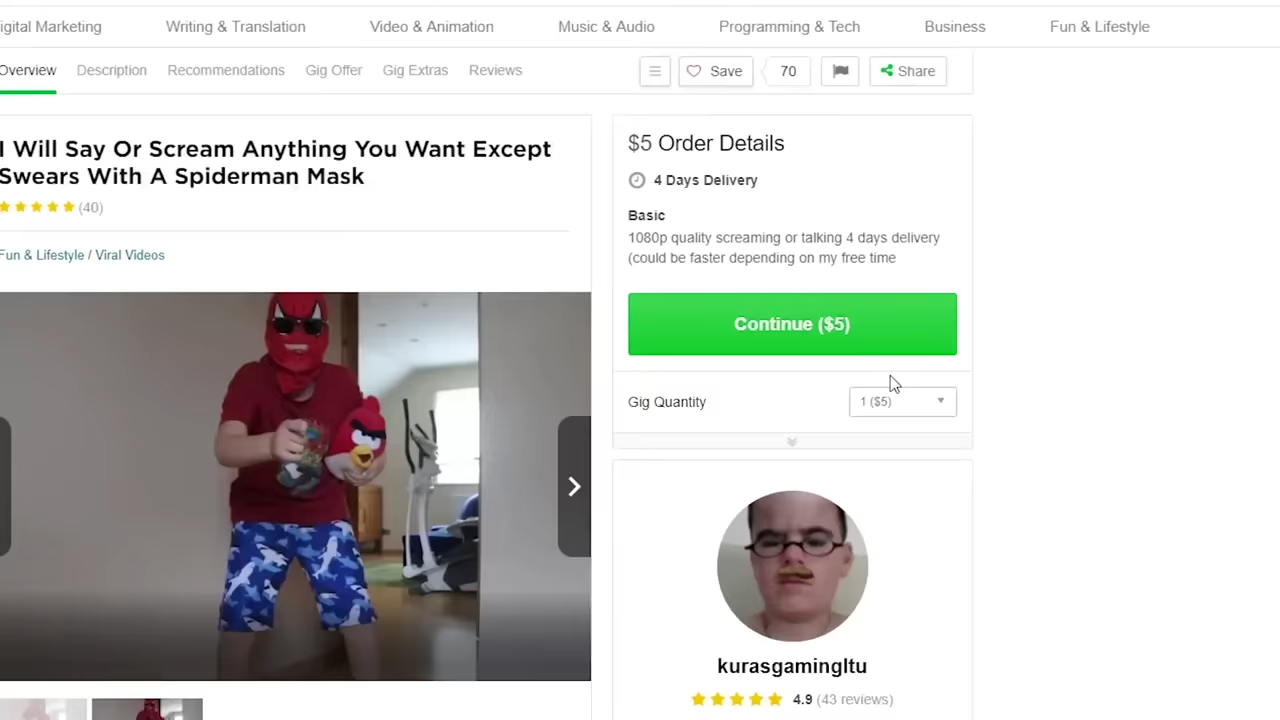 igital Marketing Writing & Translation Video & Animation Music & Audio Programming & Tech Business Fun & Lifestyle
Overview Description Recommendations Gig Offer Gig Extras Reviews Save 70 Share
I Will Say Or Scream Anything You Want Except
Swears With A Spiderman Mask
(40)
Fun & Lifestyle / Viral Videos
$5 Order Details
4 Days Delivery
Basic
1080p quality screaming or talking 4 days delivery
(could be faster depending on my free time
Continue ($5)
Gig Quantity 1 ($5)
kurasgamingltu
4.9 (43 reviews)